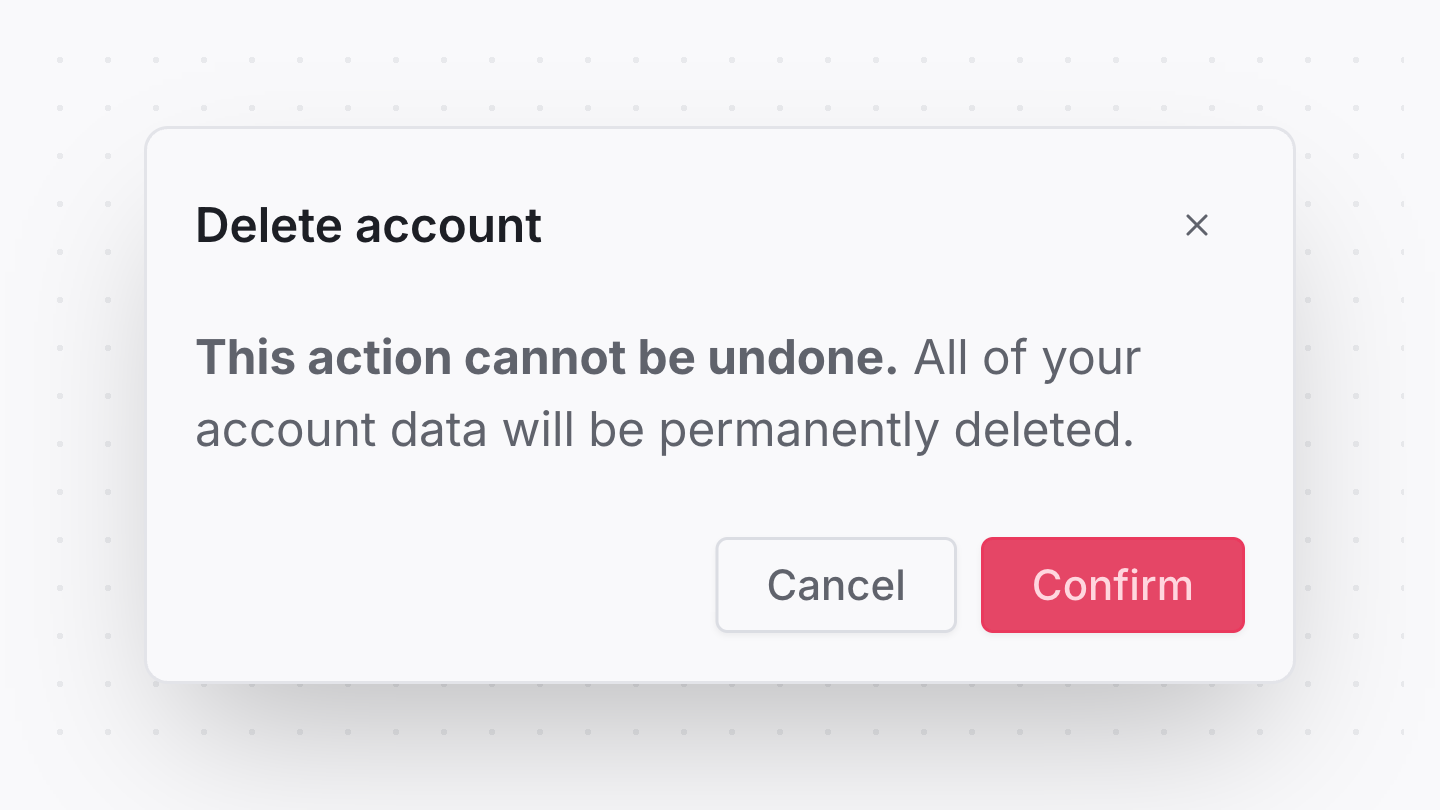 Delete account
This action cannot be undone. All of your
account data will be permanently deleted.
Cancel Confirm